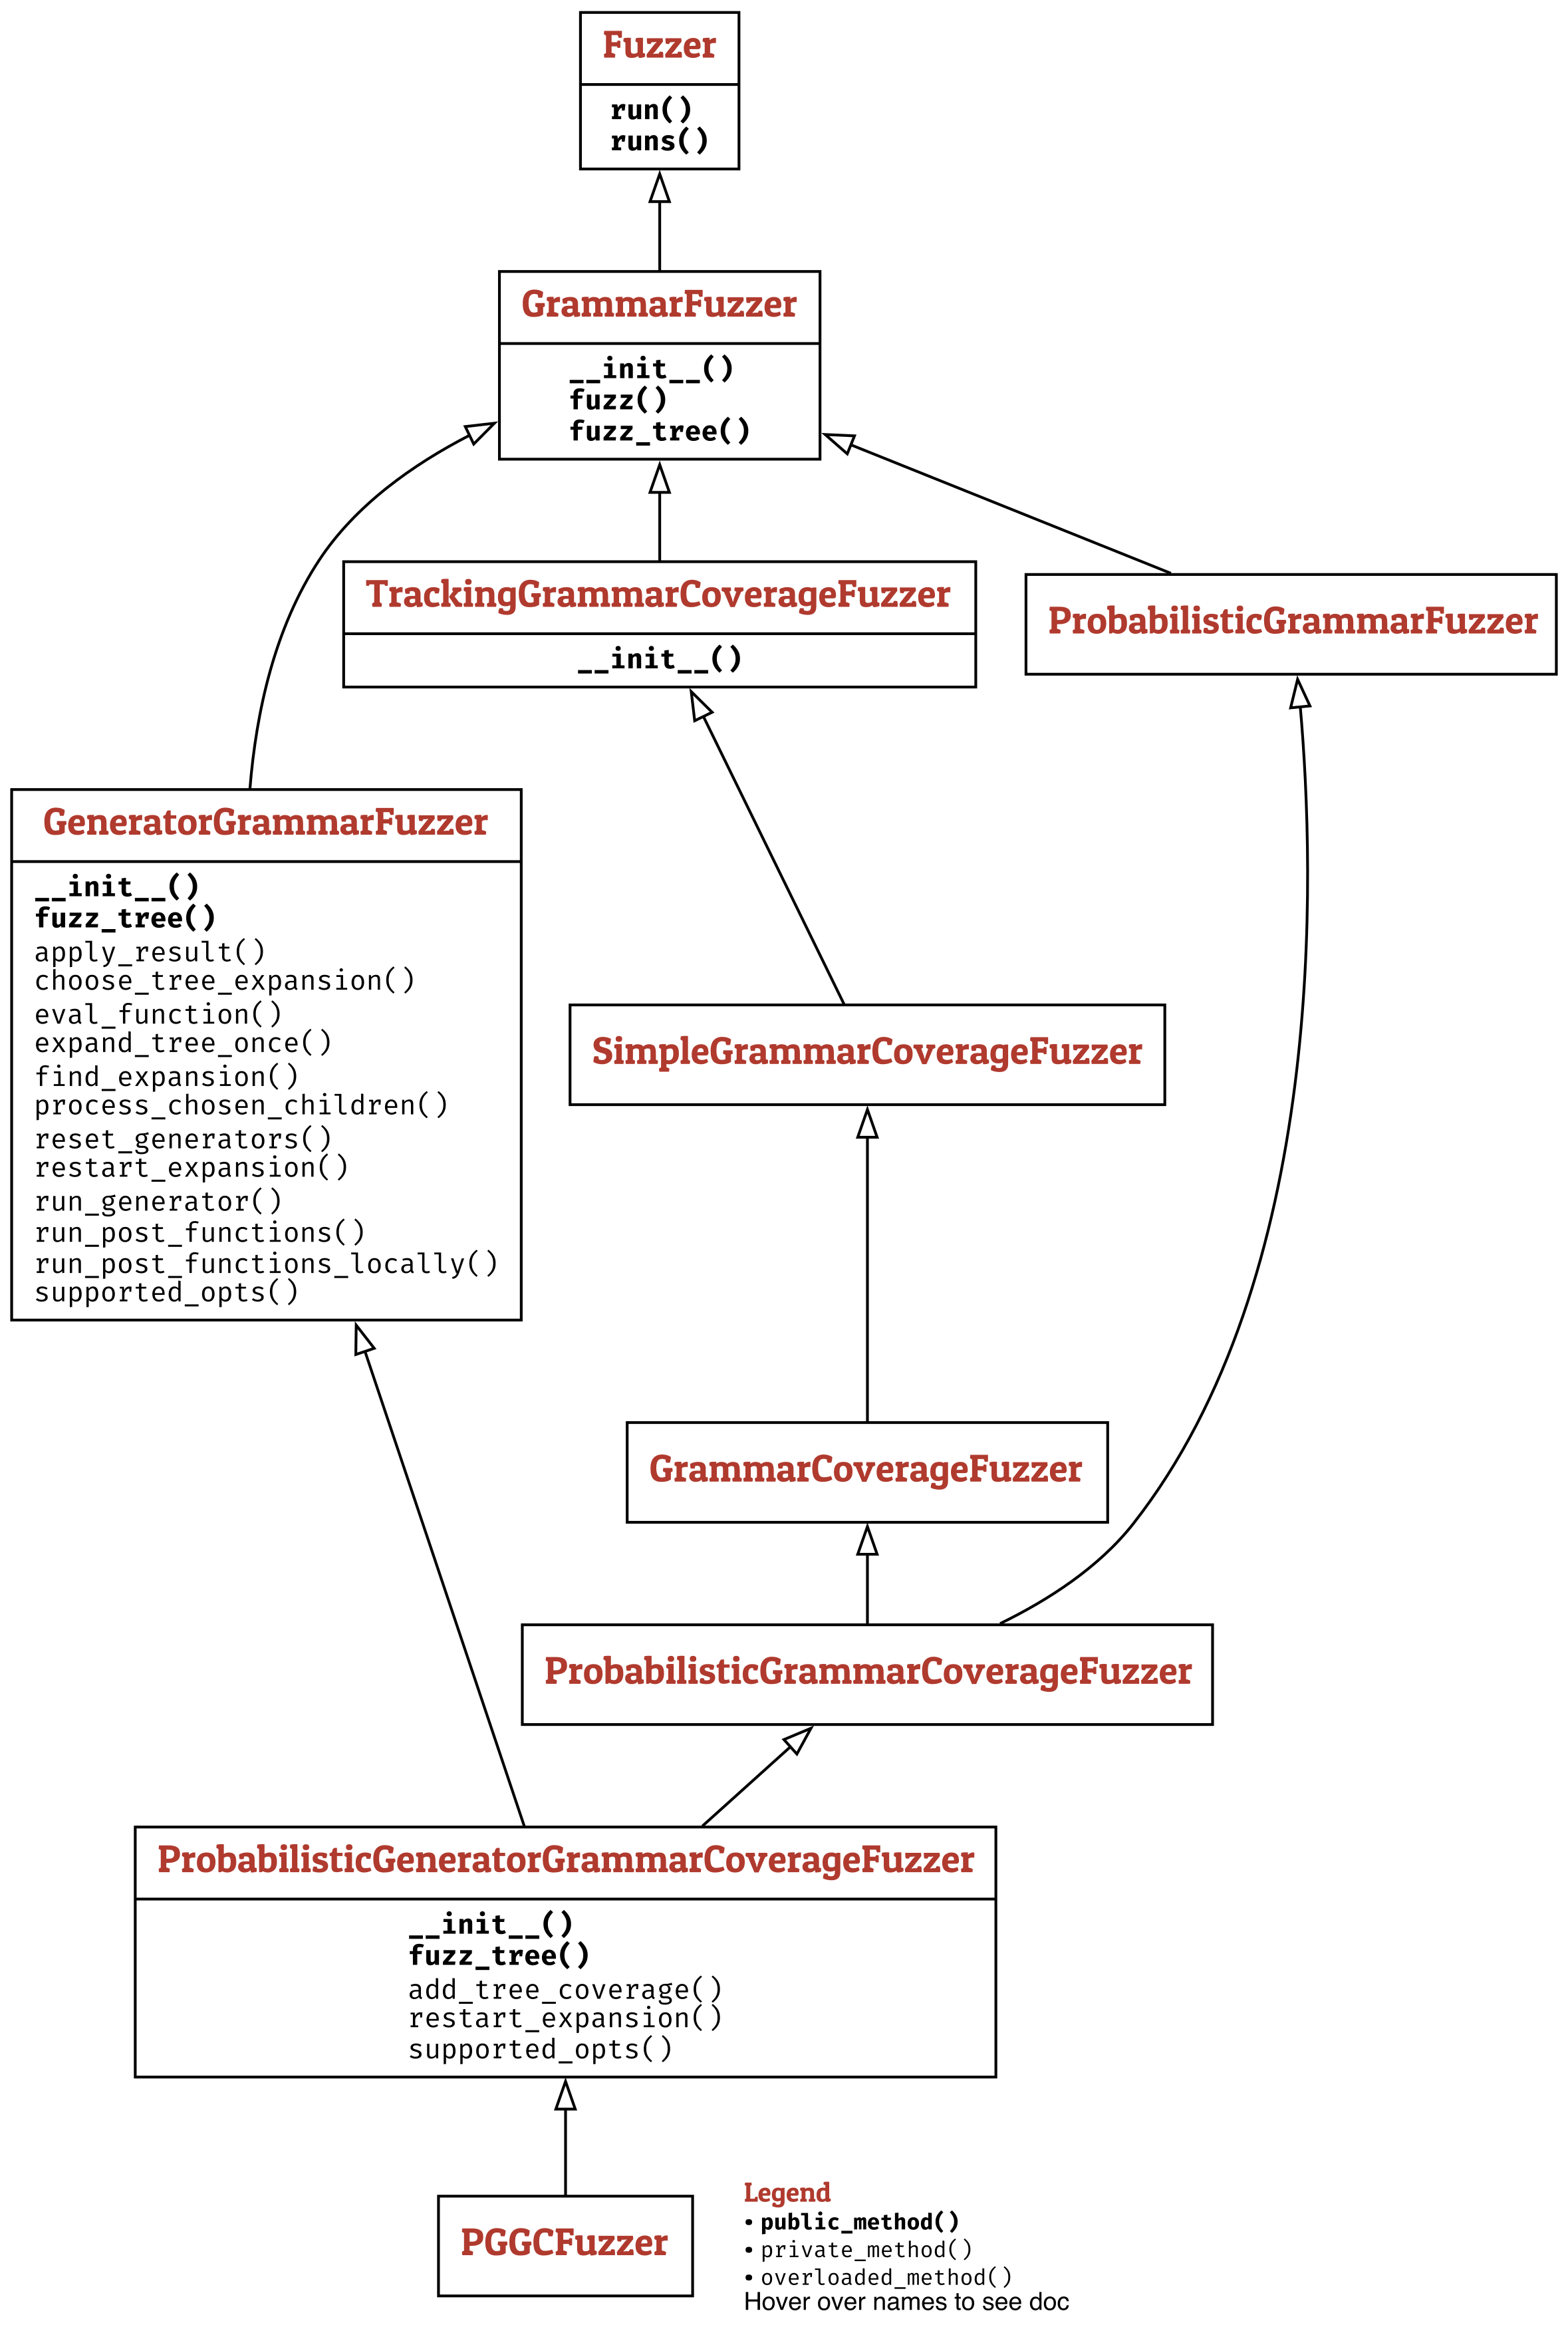 Fuzzer
run()
runs()
GrammarFuzzer
__init__()
fuzz()
fuzz_tree()
TrackingGrammarCoverageFuzzer
__init__()
ProbabilisticGrammarFuzzer
GeneratorGrammarFuzzer
__init__()
fuzz_tree()
apply_result()
choose_tree_expansion()
eval_function()
expand_tree_once()
find_expansion()
process_chosen_children()
reset_generators()
restart_expansion()
run_generator()
run_post_functions()
run_post_functions_locally()
supported_opts()
SimpleGrammarCoverageFuzzer
GrammarCoverageFuzzer
ProbabilisticGrammarCoverageFuzzer
ProbabilisticGeneratorGrammarCoverageFuzzer
__init__()
fuzz_tree()
add_tree_coverage()
restart_expansion()
supported_opts()
PGGCFuzzer
Legend
• public_method()
• private_method()
• overloaded_method()
Hover over names to see doc